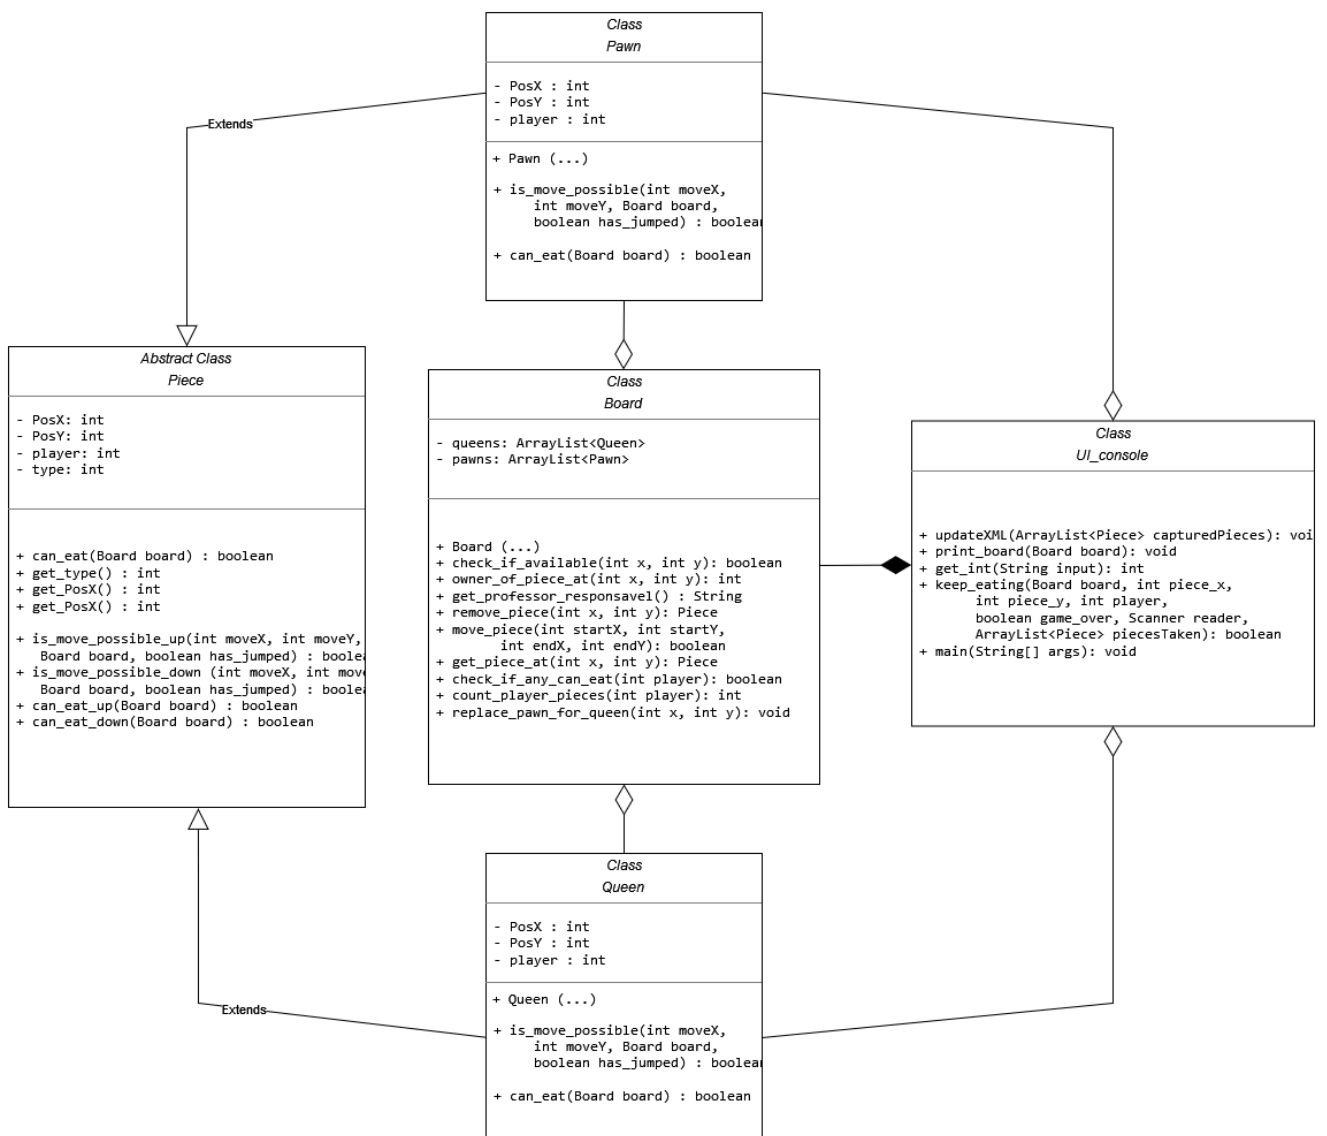 Class
Pawn
- PosX : int
- PosY : int
- player : int
+ Pawn (...)
+ is_move_possible(int moveX,
int moveY, Board board,
boolean has_jumped) : boolean
+ can_eat(Board board) : boolean
Extends
Abstract Class
Piece
- PosX: int
- PosY: int
- player: int
- type: int
+ can_eat(Board board) : boolean
+ get_type() : int
+ get_PosX() : int
+ get_PosX() : int
+ is_move_possible_up(int moveX, int moveY,
Board board, boolean has_jumped) : boolea
+ is_move_possible_down (int moveX, int move
Board board, boolean has_jumped) : boolea
+ can_eat_up(Board board) : boolean
+ can_eat_down(Board board) : boolean
Class
Board
- queens: ArrayList<Queen>
- pawns: ArrayList<Pawn>
+ Board (...)
+ check_if_available(int x, int y): boolean
+ owner_of_piece_at(int x, int y): int
+ get_professor_responsavel() : String
+ remove_piece(int x, int y): Piece
+ move_piece(int startX, int startY,
int endX, int endY): boolean
+ get_piece_at(int x, int y): Piece
+ check_if_any_can_eat(int player): boolean
+ count_player_pieces(int player): int
+ replace_pawn_for_queen(int x, int y): void
Class
UI_console
+ updateXML(ArrayList<Piece> capturedPieces): voi
+ print_board(Board board): void
+ get_int(String input): int
+ keep_eating(Board board, int piece_x,
int piece_y, int player,
boolean game_over, Scanner reader,
ArrayList<Piece> piecesTaken): boolean
+ main(String[] args): void
Class
Queen
- PosX : int
- PosY : int
- player : int
+ Queen (...)
+ is_move_possible(int moveX,
int moveY, Board board,
boolean has_jumped) : boolean
+ can_eat(Board board) : boolean
Extends